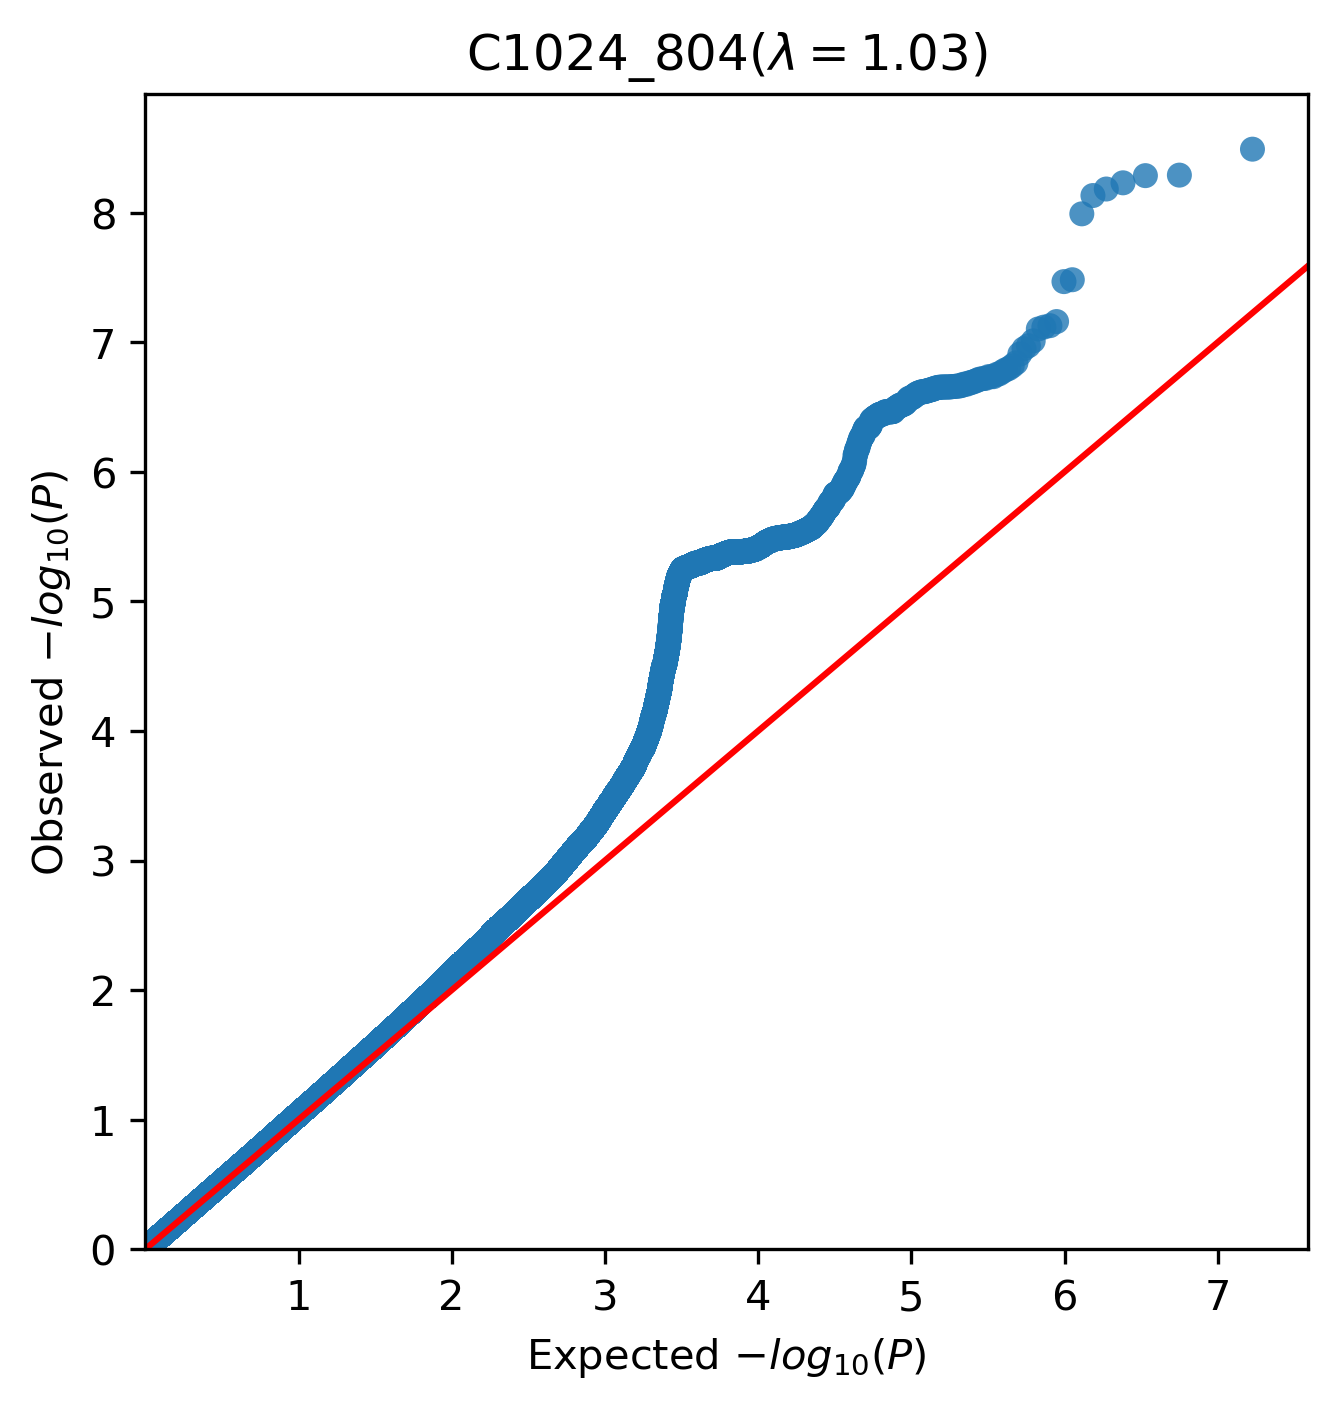 C1024_804(λ = 1.03)
Observed −log₁₀(P)
8
7
6
5
4
3
2
1
0
1 2 3 4 5 6 7
Expected −log₁₀(P)